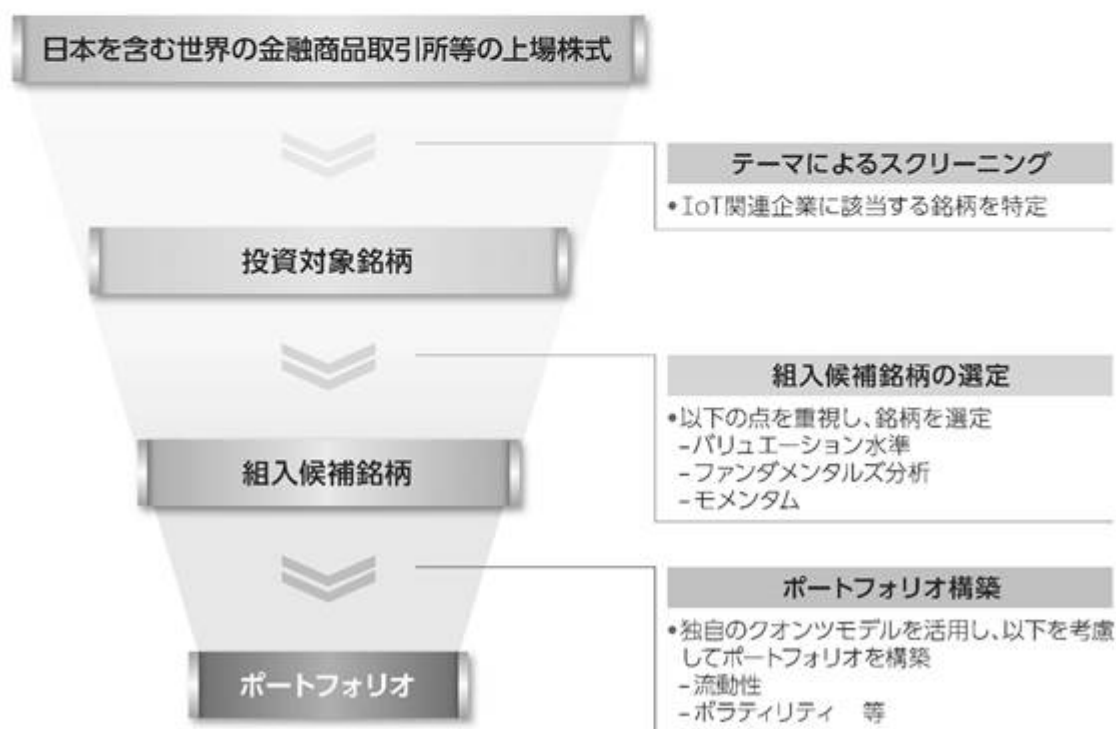 日本を含む世界の金融商品取引所等の上場株式
テーマによるスクリーニング
•IoT関連企業に該当する銘柄を特定
投資対象銘柄
組入候補銘柄の選定
•以下の点を重視し、銘柄を選定
-バリュエーション水準
-ファンダメンタルズ分析
-モメンタム
組入候補銘柄
ポートフォリオ構築
•独自のクオンツモデルを活用し、以下を考慮
してポートフォリオを構築
-流動性
-ボラティリティ 等
ポートフォリオ